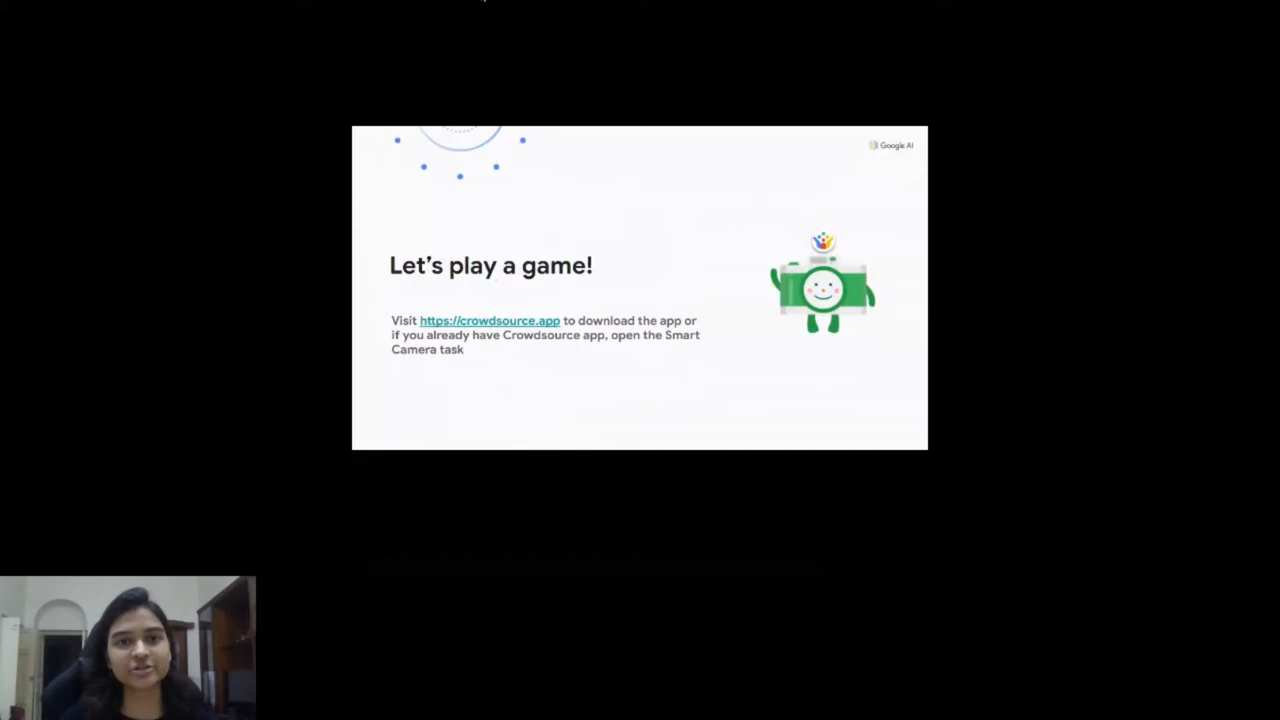 Google AI
Let's play a game!
Visit https://crowdsource.app to download the app or
if you already have Crowdsource app, open the Smart
Camera task